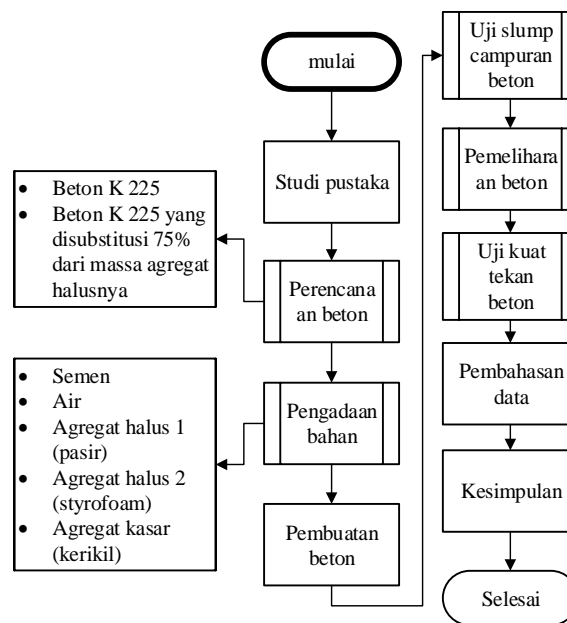 mulai
Studi pustaka
• Beton K 225
• Beton K 225 yang
disubstitusi 75%
dari massa agregat
halusnya
Perencana
an beton
• Semen
• Air
• Agregat halus 1
(pasir)
• Agregat halus 2
(styrofoam)
• Agregat kasar
(kerikil)
Pengadaan
bahan
Pembuatan
beton
Uji slump
campuran
beton
Pemelihara
an beton
Uji kuat
tekan
beton
Pembahasan
data
Kesimpulan
Selesai